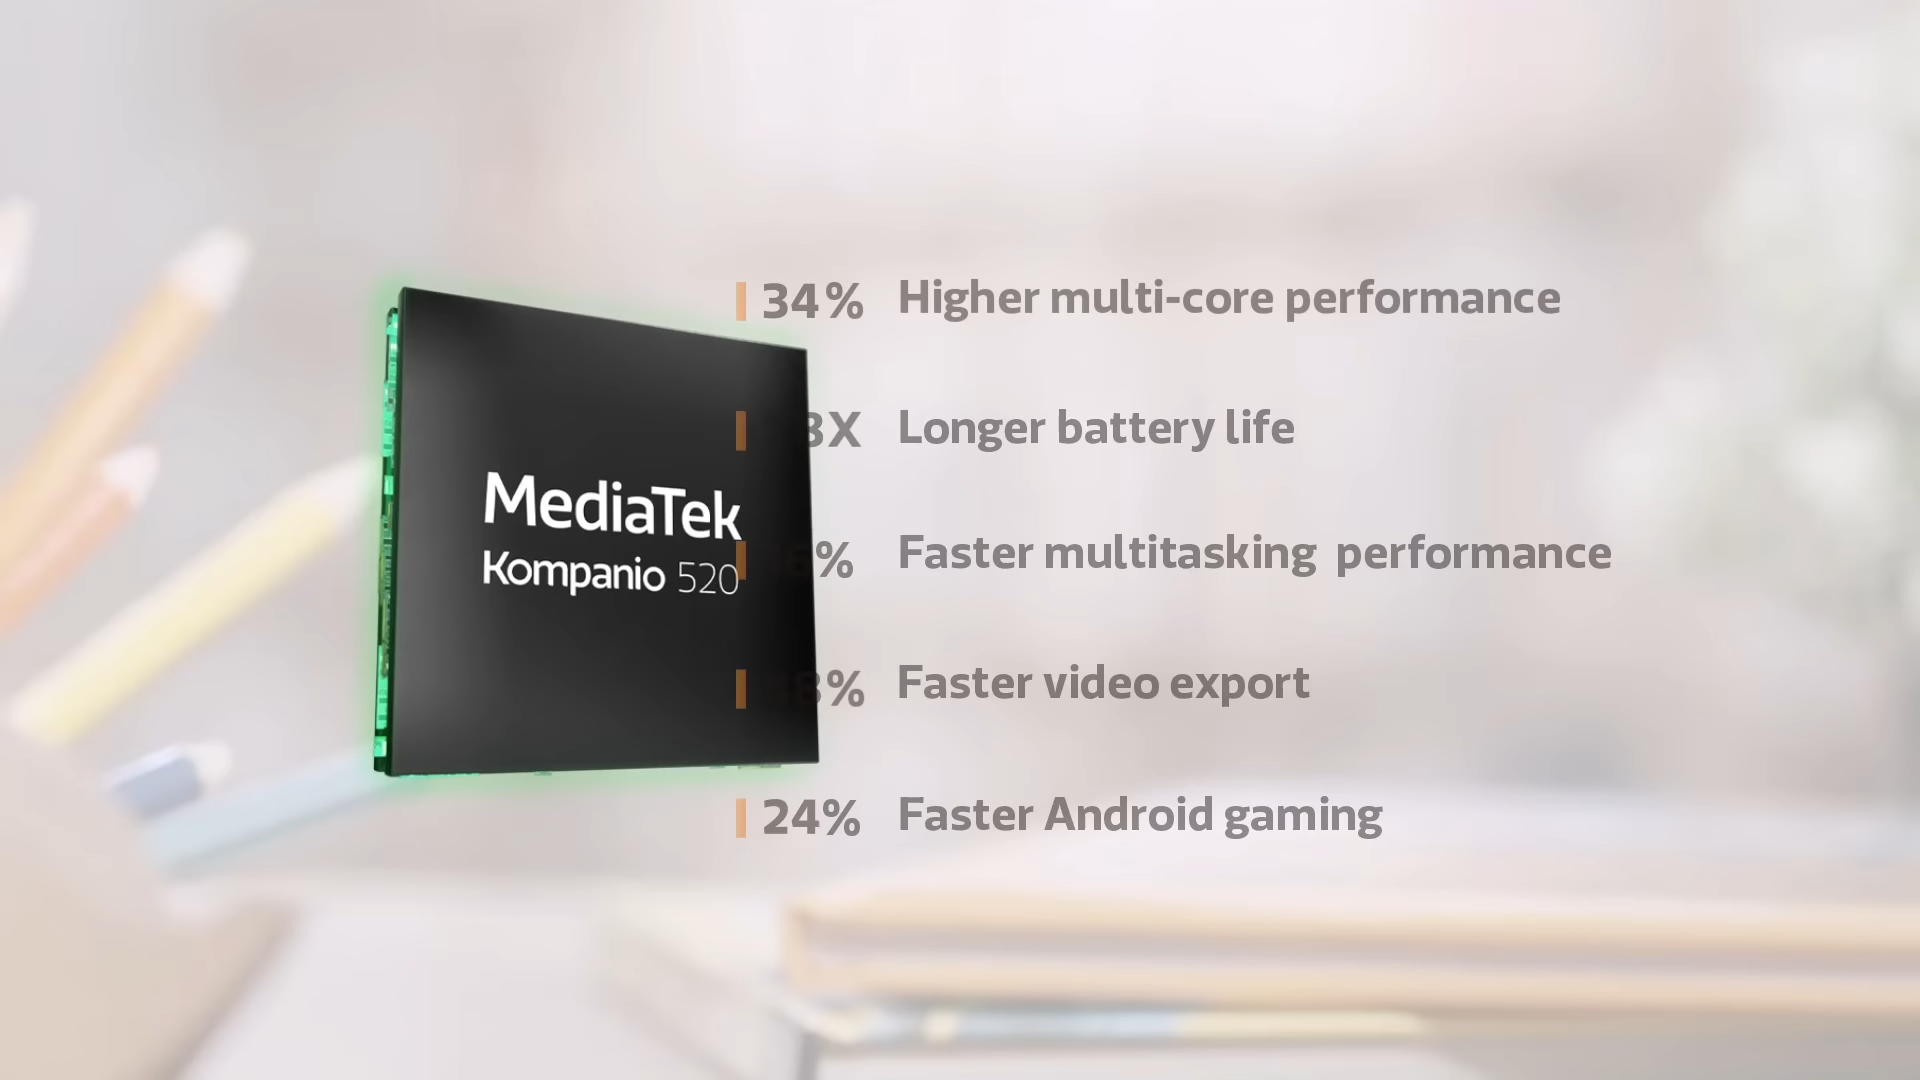 MediaTek
Kompanio 520
34% Higher multi-core performance
Longer battery life
Faster multitasking performance
Faster video export
24% Faster Android gaming